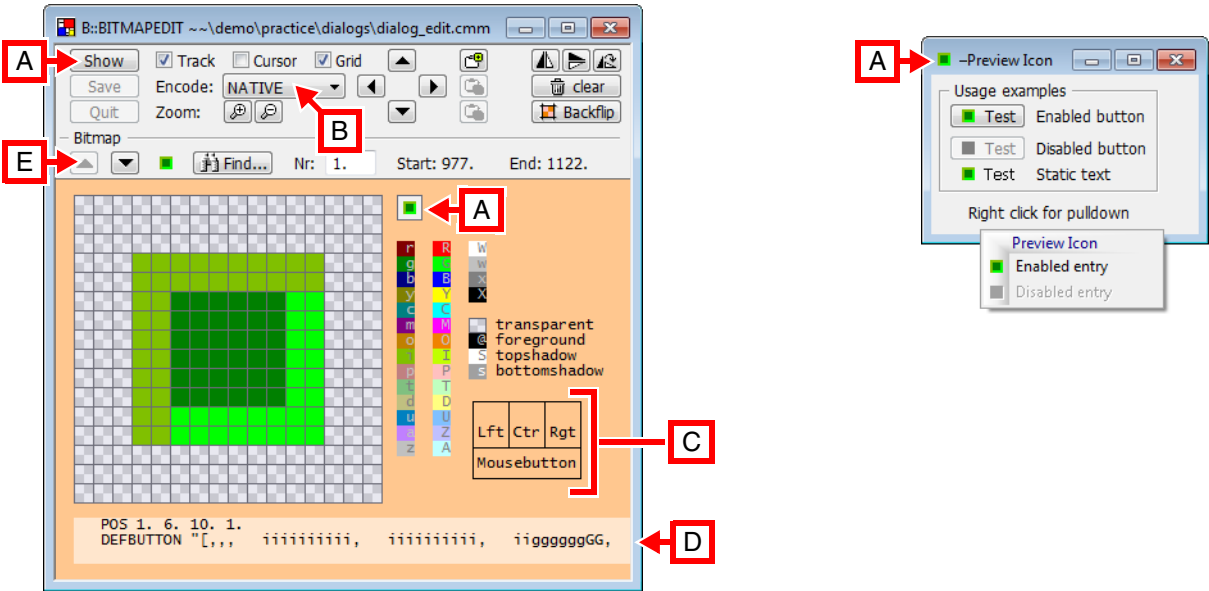 B::BITMAPEDIT ~~\demo\practice\dialogs\dialog_edit.cmm
A
Show
Track
Cursor
Grid
Save
Encode:
NATIVE
clear
Quit
Zoom:
Backflip
B
Bitmap
E
Find...
Nr:
1.
Start: 977.
End: 1122.
A
r R W
g G w
b B x
y Y X
c C
m M transparent
o O @ foreground
i I S topshadow
p P s bottomshadow
t T
d D
u U
a Z
z A
Lft Ctr Rgt
Mousebutton
C
POS 1. 6. 10. 1.
DEFBUTTON "[,,, iiiiiiiiii, iiiiiiiiii, iiggggggGG,
D
A
–Preview Icon
Usage examples
Test Enabled button
Test Disabled button
Test Static text
Right click for pulldown
Preview Icon
Enabled entry
Disabled entry